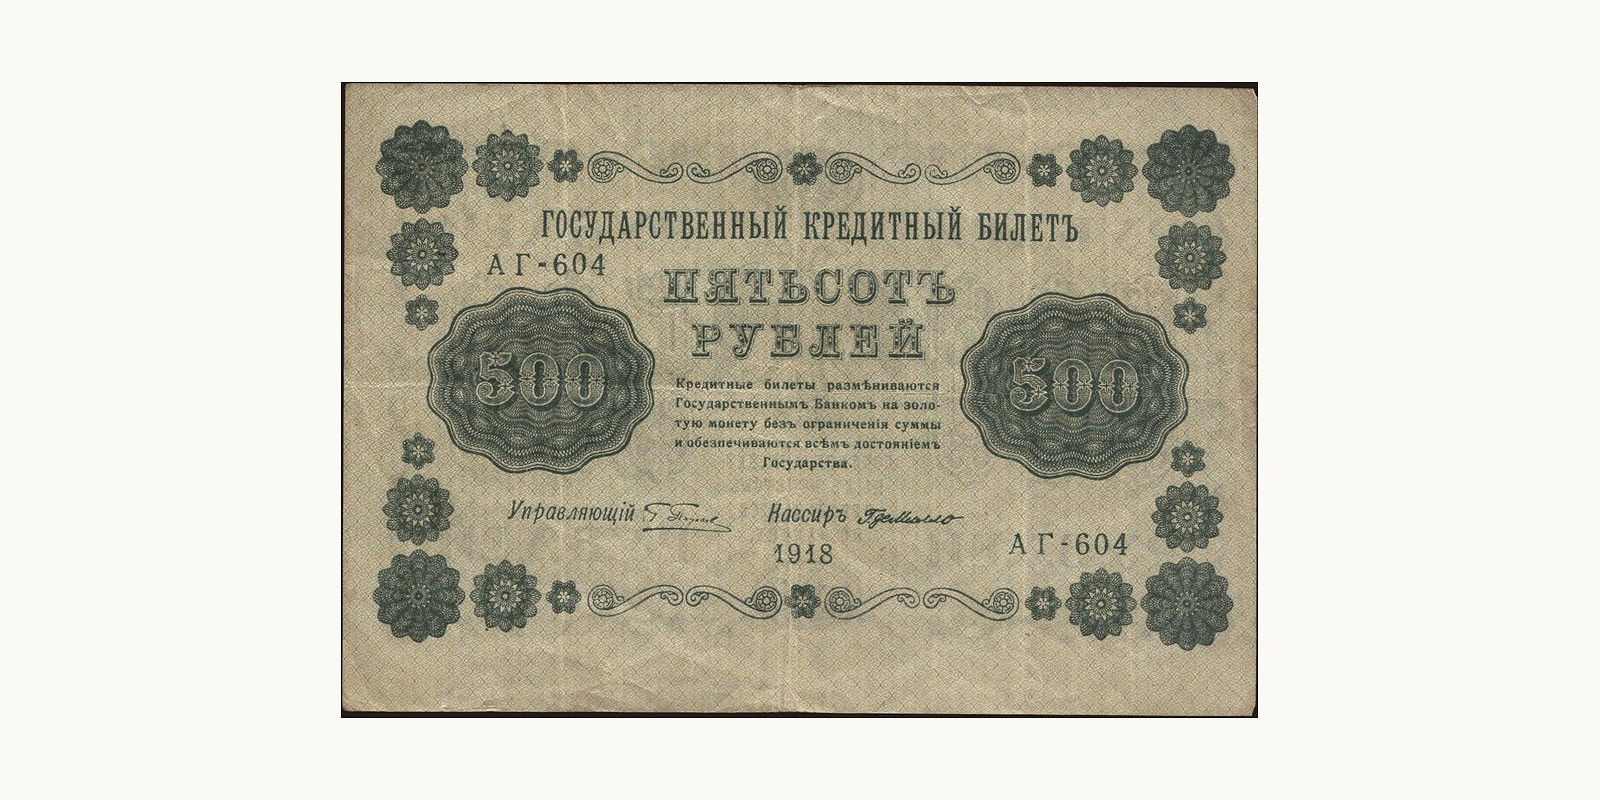 ГОСУДАРСТВЕННЫЙ КРЕДИТНЫЙ БИЛЕТЪ
АГ-604
ПЯТЬСОТЪ
РУБЛЕЙ
500
500
Кредитные билеты размѣниваются
Государственнымъ Банкомъ на золо-
тую монету безъ ограниченія суммы
и обезпечиваются всѣмъ достояніемъ
Государства.
Управляющій
Кассиръ
1918
АГ-604